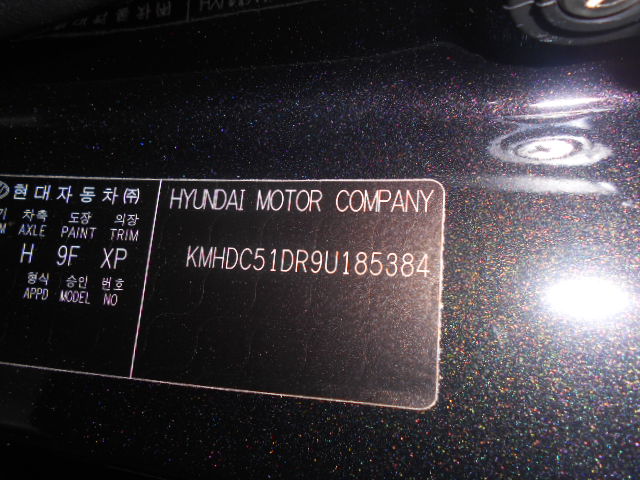 현대자동차㈜
차축 도장 의장
AXLE PAINT TRIM
H 9F XP
형식 승인 번호
APPD MODEL NO
HYUNDAI MOTOR COMPANY
KMHDC51DR9U185384